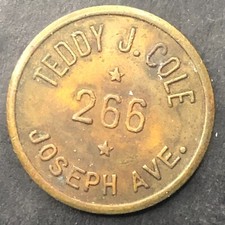 TEDDY J. COLE
266
JOSEPH AVE.